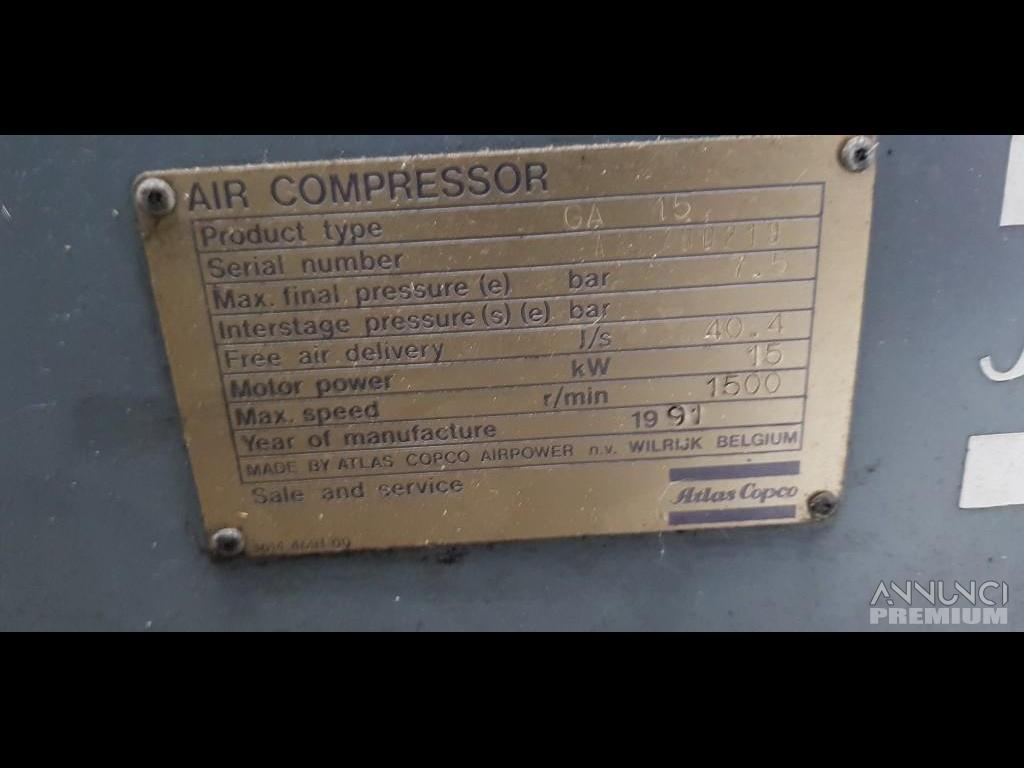 AIR COMPRESSOR
Product type GA 15
Serial number
Max. final pressure (e) bar 7.5
Interstage pressure (s) (e) bar
Free air delivery l/s 40.4
Motor power kW 15
Max. speed r/min 1500
Year of manufacture 1991
MADE BY ATLAS COPCO AIRPOWER n.v. WILRIJK BELGIUM
Sale and service
Atlas Copco
ANNUNCI
PREMIUM